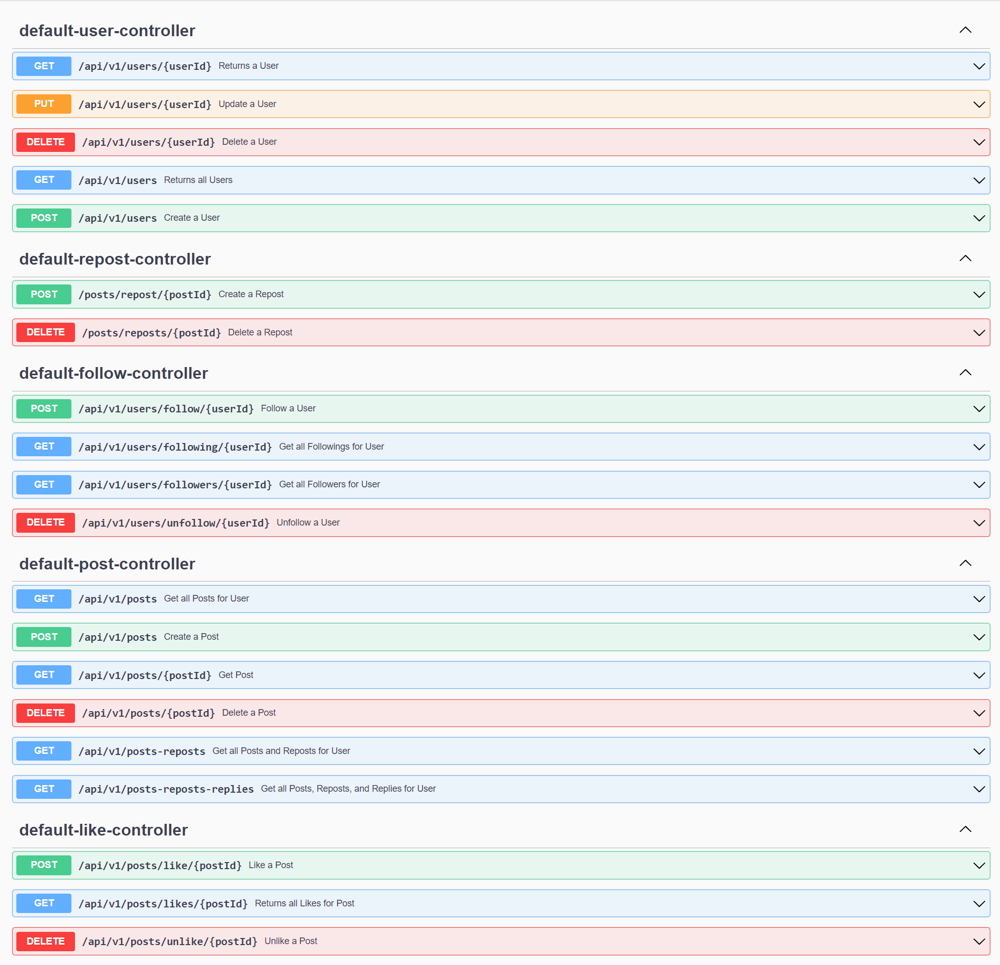 default-user-controller
GET /api/v1/users/{userId} Returns a User
PUT /api/v1/users/{userId} Update a User
DELETE /api/v1/users/{userId} Delete a User
GET /api/v1/users Returns all Users
POST /api/v1/users Create a User
default-repost-controller
POST /posts/repost/{postId} Create a Repost
DELETE /posts/reposts/{postId} Delete a Repost
default-follow-controller
POST /api/v1/users/follow/{userId} Follow a User
GET /api/v1/users/following/{userId} Get all Followings for User
GET /api/v1/users/followers/{userId} Get all Followers for User
DELETE /api/v1/users/unfollow/{userId} Unfollow a User
default-post-controller
GET /api/v1/posts Get all Posts for User
POST /api/v1/posts Create a Post
GET /api/v1/posts/{postId} Get Post
DELETE /api/v1/posts/{postId} Delete a Post
GET /api/v1/posts-reposts Get all Posts and Reposts for User
GET /api/v1/posts-reposts-replies Get all Posts, Reposts, and Replies for User
default-like-controller
POST /api/v1/posts/like/{postId} Like a Post
GET /api/v1/posts/likes/{postId} Returns all Likes for Post
DELETE /api/v1/posts/unlike/{postId} Unlike a Post